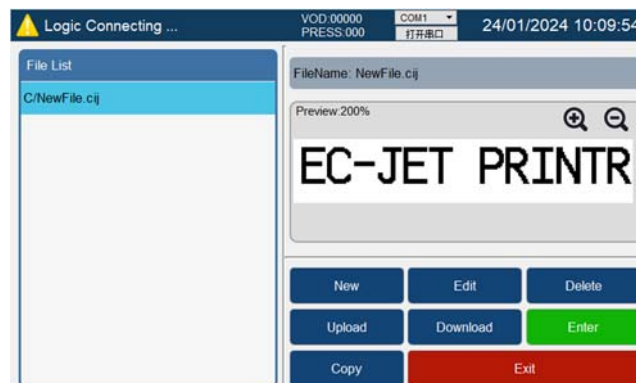 Logic Connecting ...
VOD:00000
PRESS:000
COM1
打开串口
24/01/2024 10:09:54
File List
C/NewFile.cij
FileName: NewFile.cij
Preview:200%
EC-JET PRINTR
New
Edit
Delete
Upload
Download
Enter
Copy
Exit